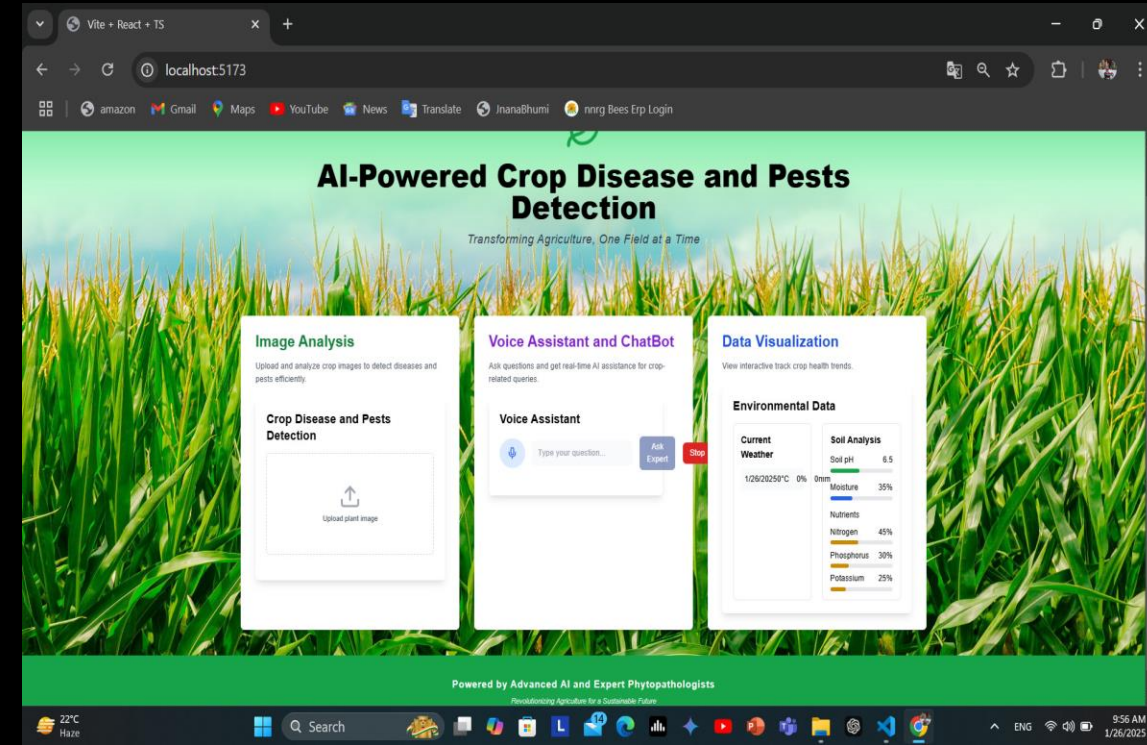 Vite + React + TS
localhost:5173
amazon
Gmail
Maps
YouTube
News
Translate
JnanaBhumi
nnrg Bees Erp Login
AI-Powered Crop Disease and Pests
Detection
Transforming Agriculture, One Field at a Time
Image Analysis
Upload and analyze crop images to detect diseases and
pests efficiently.
Crop Disease and Pests
Detection
Upload plant image
Voice Assistant and ChatBot
Ask questions and get real-time AI assistance for crop-
related queries.
Voice Assistant
Type your question...
Ask
Expert
Stop
Data Visualization
View interactive track crop health trends.
Environmental Data
Current
Weather
1/26/20250°C 0% 0mm
Soil Analysis
Soil pH 6.5
Moisture 35%
Nutrients
Nitrogen 45%
Phosphorus 30%
Potassium 25%
Powered by Advanced AI and Expert Phytopathologists
Revolutionizing Agriculture for a Sustainable Future
22°C
Haze
Search
L
14
ENG
9:56 AM
1/26/2025